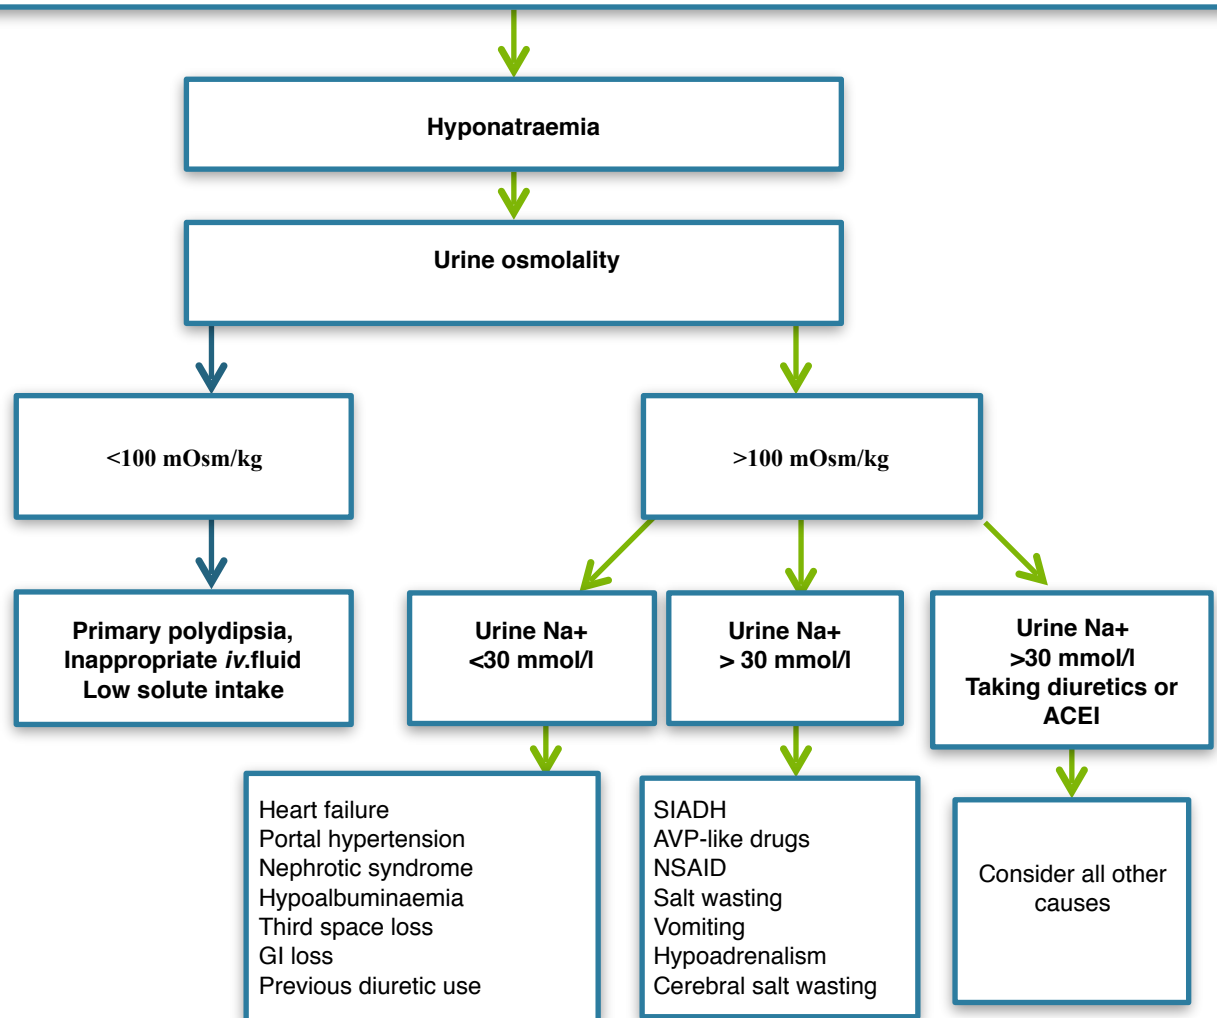 Hyponatraemia
Urine osmolality
<100 mOsm/kg
>100 mOsm/kg
Primary polydipsia,
Inappropriate iv.fluid
Low solute intake
Urine Na+
<30 mmol/l
Urine Na+
> 30 mmol/l
Urine Na+
>30 mmol/l
Taking diuretics or
ACEI
Heart failure
Portal hypertension
Nephrotic syndrome
Hypoalbuminaemia
Third space loss
GI loss
Previous diuretic use
SIADH
AVP-like drugs
NSAID
Salt wasting
Vomiting
Hypoadrenalism
Cerebral salt wasting
Consider all other
causes